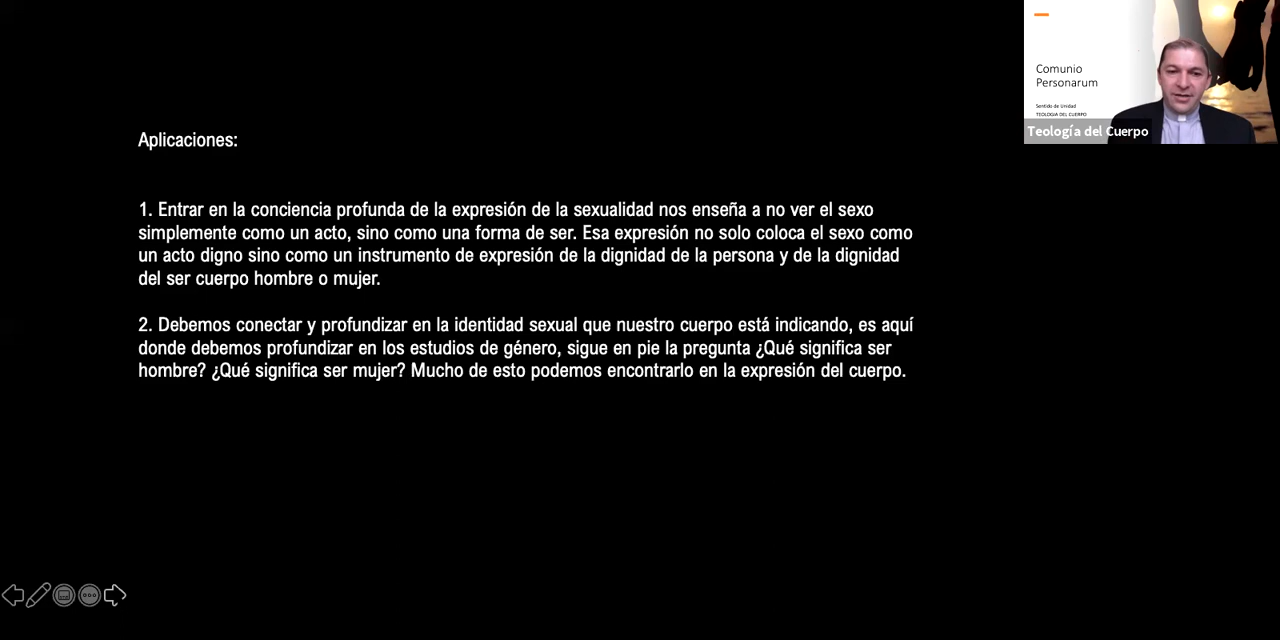 Aplicaciones:
1. Entrar en la conciencia profunda de la expresión de la sexualidad nos enseña a no ver el sexo
simplemente como un acto, sino como una forma de ser. Esa expresión no solo coloca el sexo como
un acto digno sino como un instrumento de expresión de la dignidad de la persona y de la dignidad
del ser cuerpo hombre o mujer.
2. Debemos conectar y profundizar en la identidad sexual que nuestro cuerpo está indicando, es aquí
donde debemos profundizar en los estudios de género, sigue en pie la pregunta ¿Qué significa ser
hombre? ¿Qué significa ser mujer? Mucho de esto podemos encontrarlo en la expresión del cuerpo.
Comunio
Personarum
Sentido de Unidad
TEOLOGIA DEL CUERPO
Teología del Cuerpo